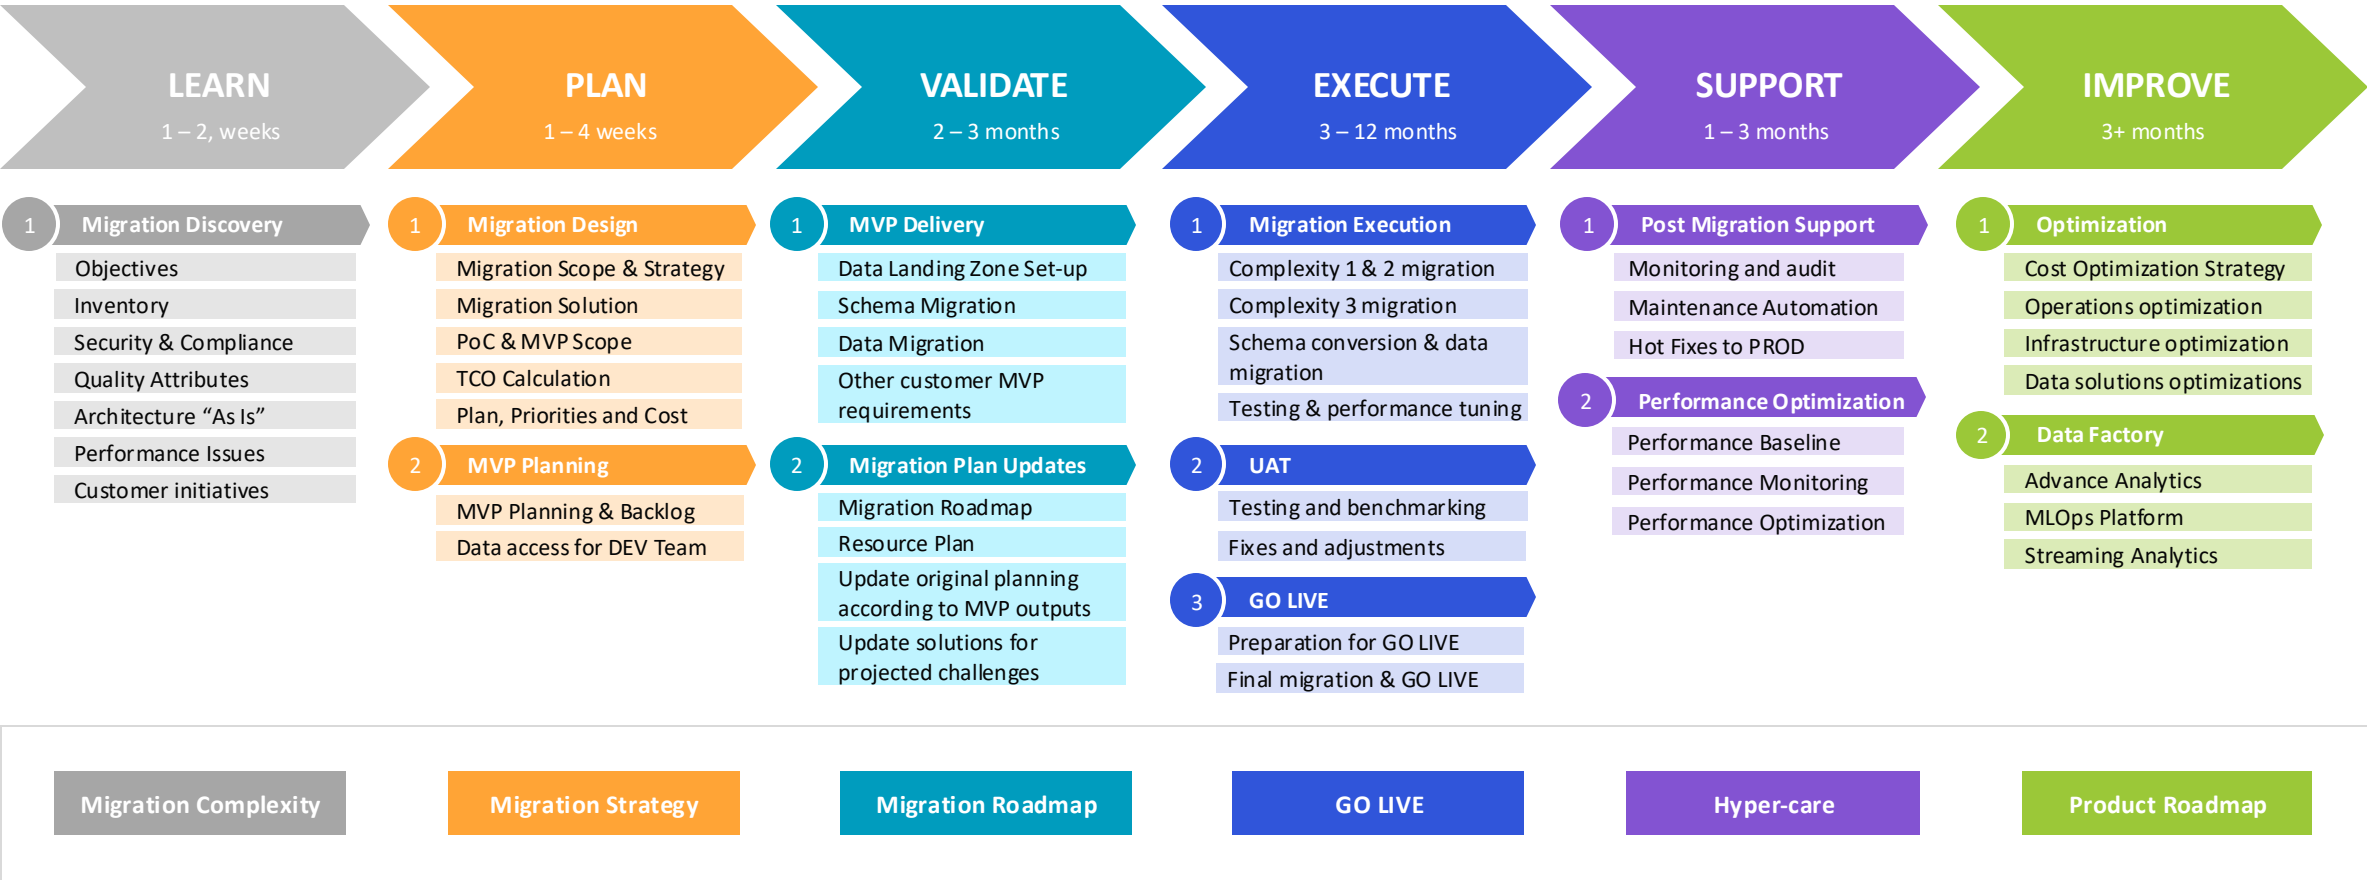 LEARN
1 – 2, weeks
PLAN
1 – 4 weeks
VALIDATE
2 – 3 months
EXECUTE
3 – 12 months
SUPPORT
1 – 3 months
IMPROVE
3+ months
1
Migration Discovery
Objectives
Inventory
Security & Compliance
Quality Attributes
Architecture “As Is”
Performance Issues
Customer initiatives
1
Migration Design
Migration Scope & Strategy
Migration Solution
PoC & MVP Scope
TCO Calculation
Plan, Priorities and Cost
2
MVP Planning
MVP Planning & Backlog
Data access for DEV Team
1
MVP Delivery
Data Landing Zone Set-up
Schema Migration
Data Migration
Other customer MVP
requirements
2
Migration Plan Updates
Migration Roadmap
Resource Plan
Update original planning
according to MVP outputs
Update solutions for
projected challenges
1
Migration Execution
Complexity 1 & 2 migration
Complexity 3 migration
Schema conversion & data
migration
Testing & performance tuning
2
UAT
Testing and benchmarking
Fixes and adjustments
3
GO LIVE
Preparation for GO LIVE
Final migration & GO LIVE
1
Post Migration Support
Monitoring and audit
Maintenance Automation
Hot Fixes to PROD
2
Performance Optimization
Performance Baseline
Performance Monitoring
Performance Optimization
1
Optimization
Cost Optimization Strategy
Operations optimization
Infrastructure optimization
Data solutions optimizations
2
Data Factory
Advance Analytics
MLOps Platform
Streaming Analytics
Migration Complexity
Migration Strategy
Migration Roadmap
GO LIVE
Hyper-care
Product Roadmap